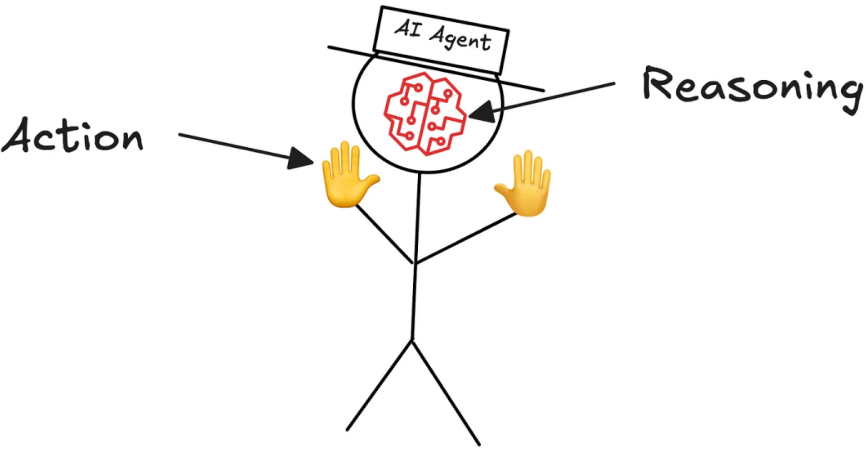 AI Agent
Reasoning
Action